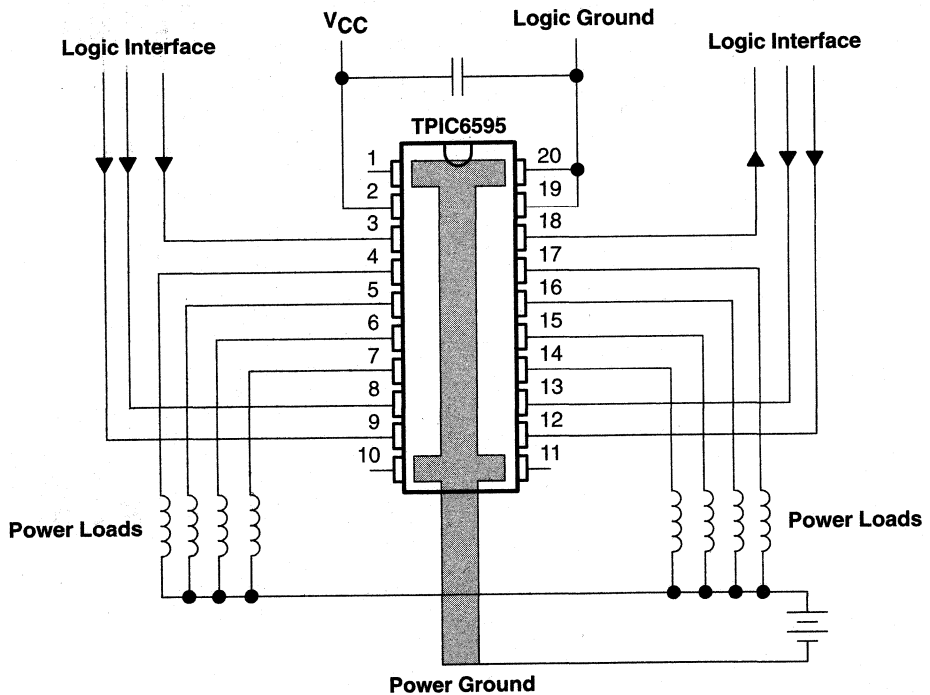 VCC
Logic Ground
Logic Interface
Logic Interface
TPIC6595
1
20
2
19
3
18
4
17
5
16
6
15
7
14
8
13
9
12
10
11
Power Loads
Power Loads
Power Ground